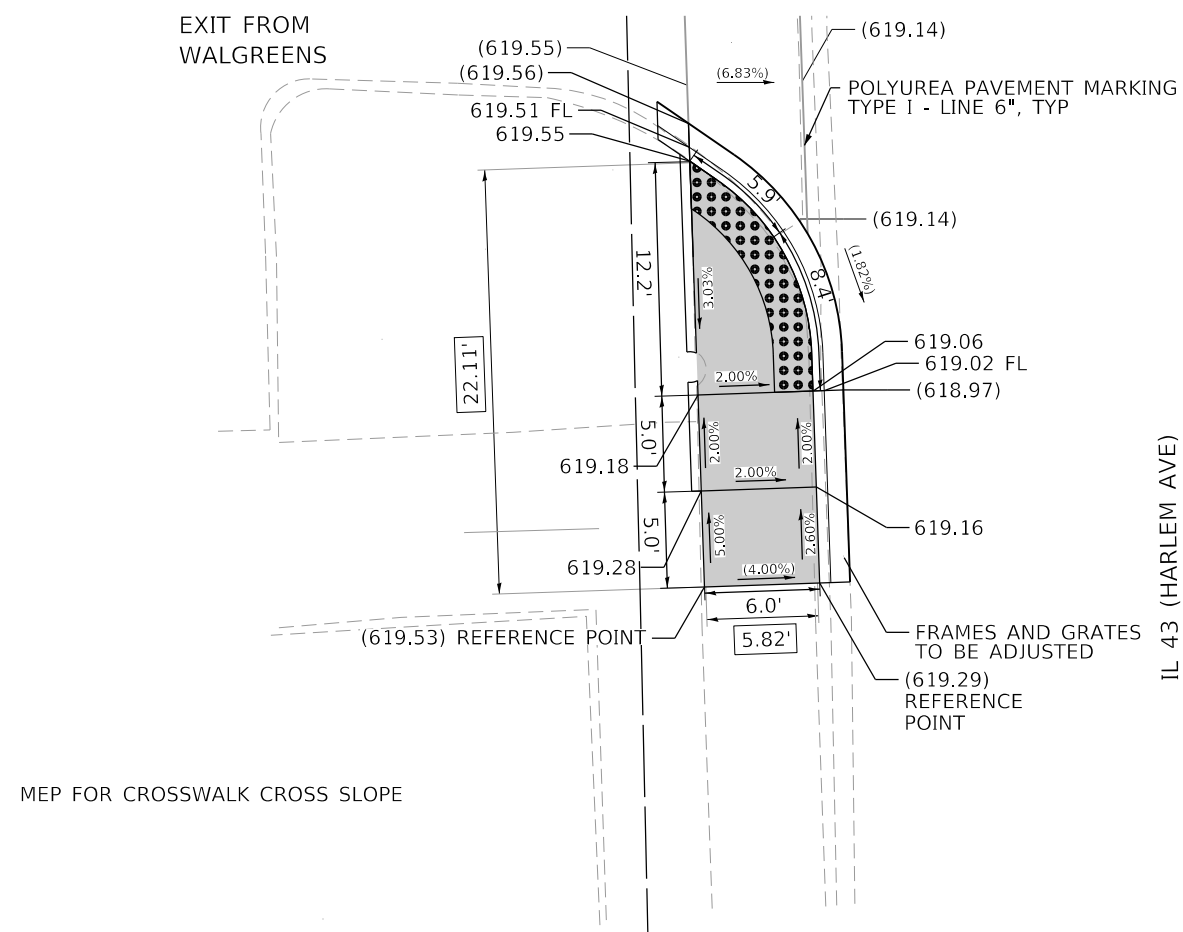 EXIT FROM
WALGREENS
(619.55)
(619.56)
619.51 FL
619.55
(6.83%)
(619.14)
POLYUREA PAVEMENT MARKING
TYPE I - LINE 6", TYP
5.9'
(619.14)
(1.82%)
8.4'
12.2'
3.03%
22.11'
619.06
619.02 FL
(618.97)
2.00%
5.0'
2.00%
2.00%
619.18
2.00%
619.16
5.0'
5.00%
2.60%
619.28
(4.00%)
6.0'
5.82'
(619.53) REFERENCE POINT
FRAMES AND GRATES
TO BE ADJUSTED
(619.29)
REFERENCE
POINT
IL 43 (HARLEM AVE)
MEP FOR CROSSWALK CROSS SLOPE